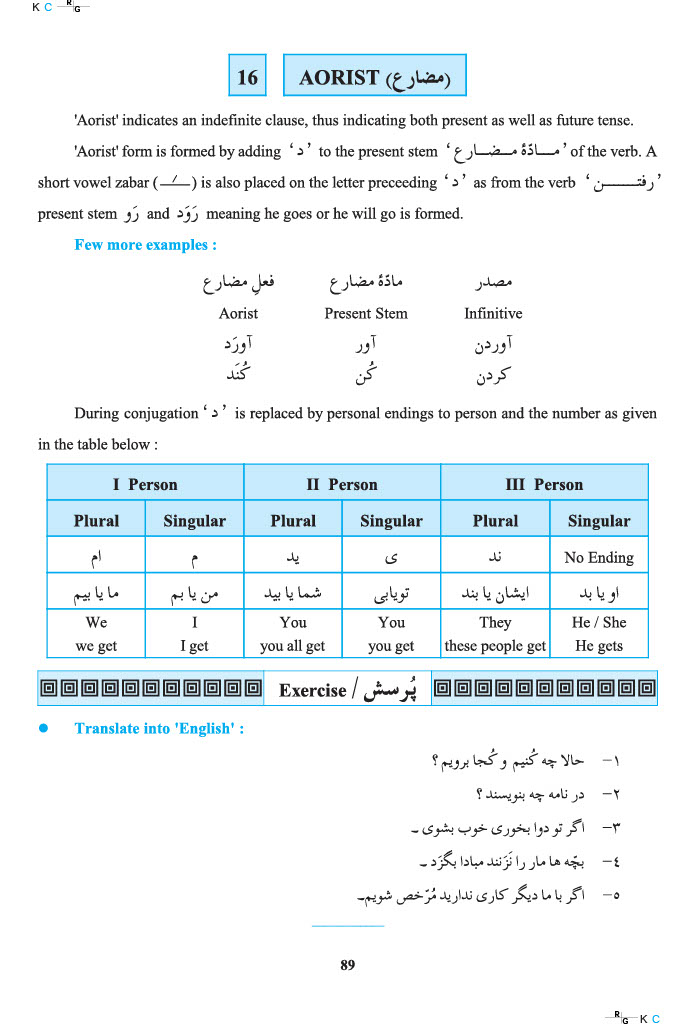 K C R G
16 AORIST (مضارع)
'Aorist' indicates an indefinite clause, thus indicating both present as well as future tense.
'Aorist' form is formed by adding ‘د’ to the present stem ‘مــادّۀ مــضــارع’ of the verb. A
short vowel zabar (—َ—) is also placed on the letter preceeding ‘د’ as from the verb ‘رفتــــن’
present stem رَو and رَوَد meaning he goes or he will go is formed.
Few more examples :
مصدر مادّۀ مضارع فعلِ مضارع
Aorist Present Stem Infinitive
آوردن آور آورَد
کردن کُن کُنَد
During conjugation ‘د’ is replaced by personal endings to person and the number as given
in the table below :
I Person II Person III Person
Plural Singular Plural Singular Plural Singular
ام م ید ی ند No Ending
ما یا بیم من یا بم شما یا بید تویابی ایشان یا بند او یا بد
We I You You They He / She
we get I get you all get you get these people get He gets
Exercise / پُرسش
● Translate into 'English' :
۱– حالا چه کُنیم و کُجا برویم ؟
۲– در نامه چه بنویسند ؟
۳– اگر تو دوا بخوری خوب بشوی ۔
٤– بچّه ها مار را نَزَنند مبادا بگزَد ۔
۵– اگر با ما دیگر کاری ندارید مُرّخص شویم۔
89
R G K C